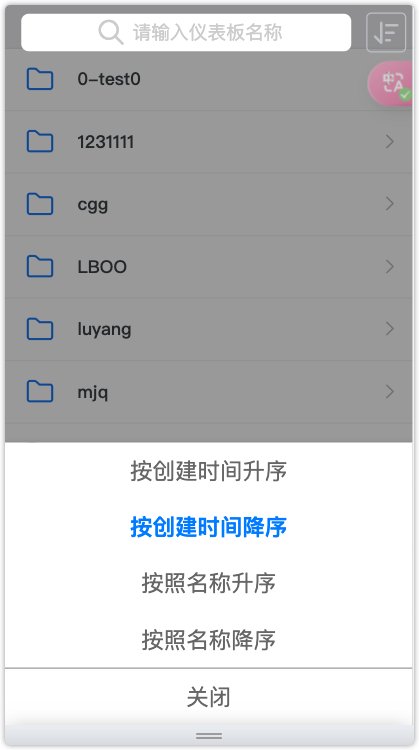 请输入仪表板名称
0-test0
中A
1231111
cgg
LBOO
luyang
mjq
按创建时间升序
按创建时间降序
按照名称升序
按照名称降序
关闭